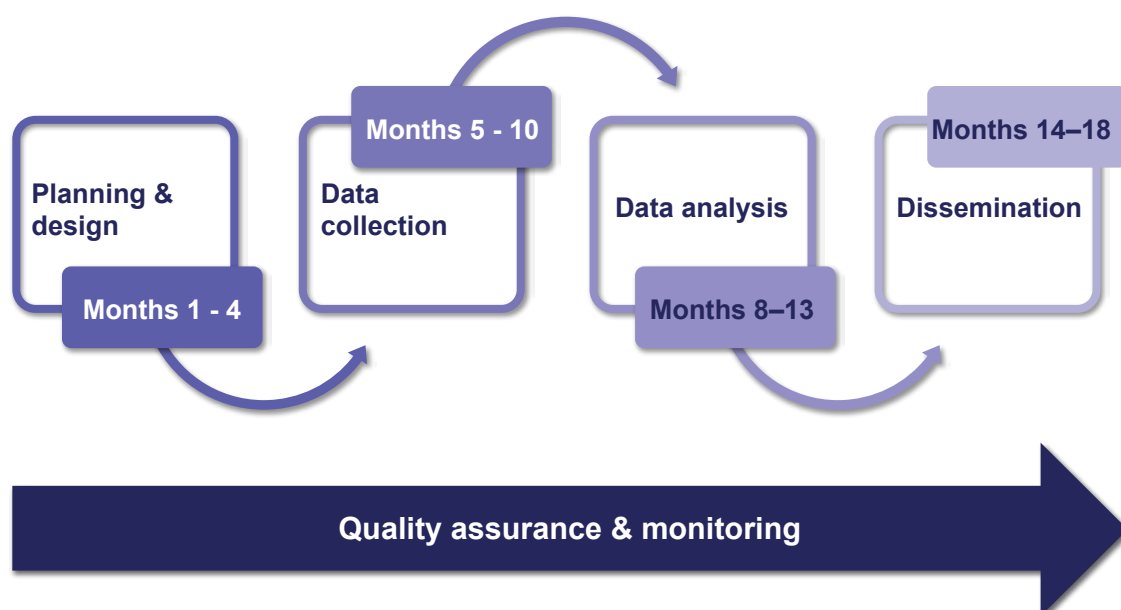 Planning &
design
Months 1 - 4
Months 5 - 10
Data
collection
Data analysis
Months 8–13
Months 14–18
Dissemination
Quality assurance & monitoring